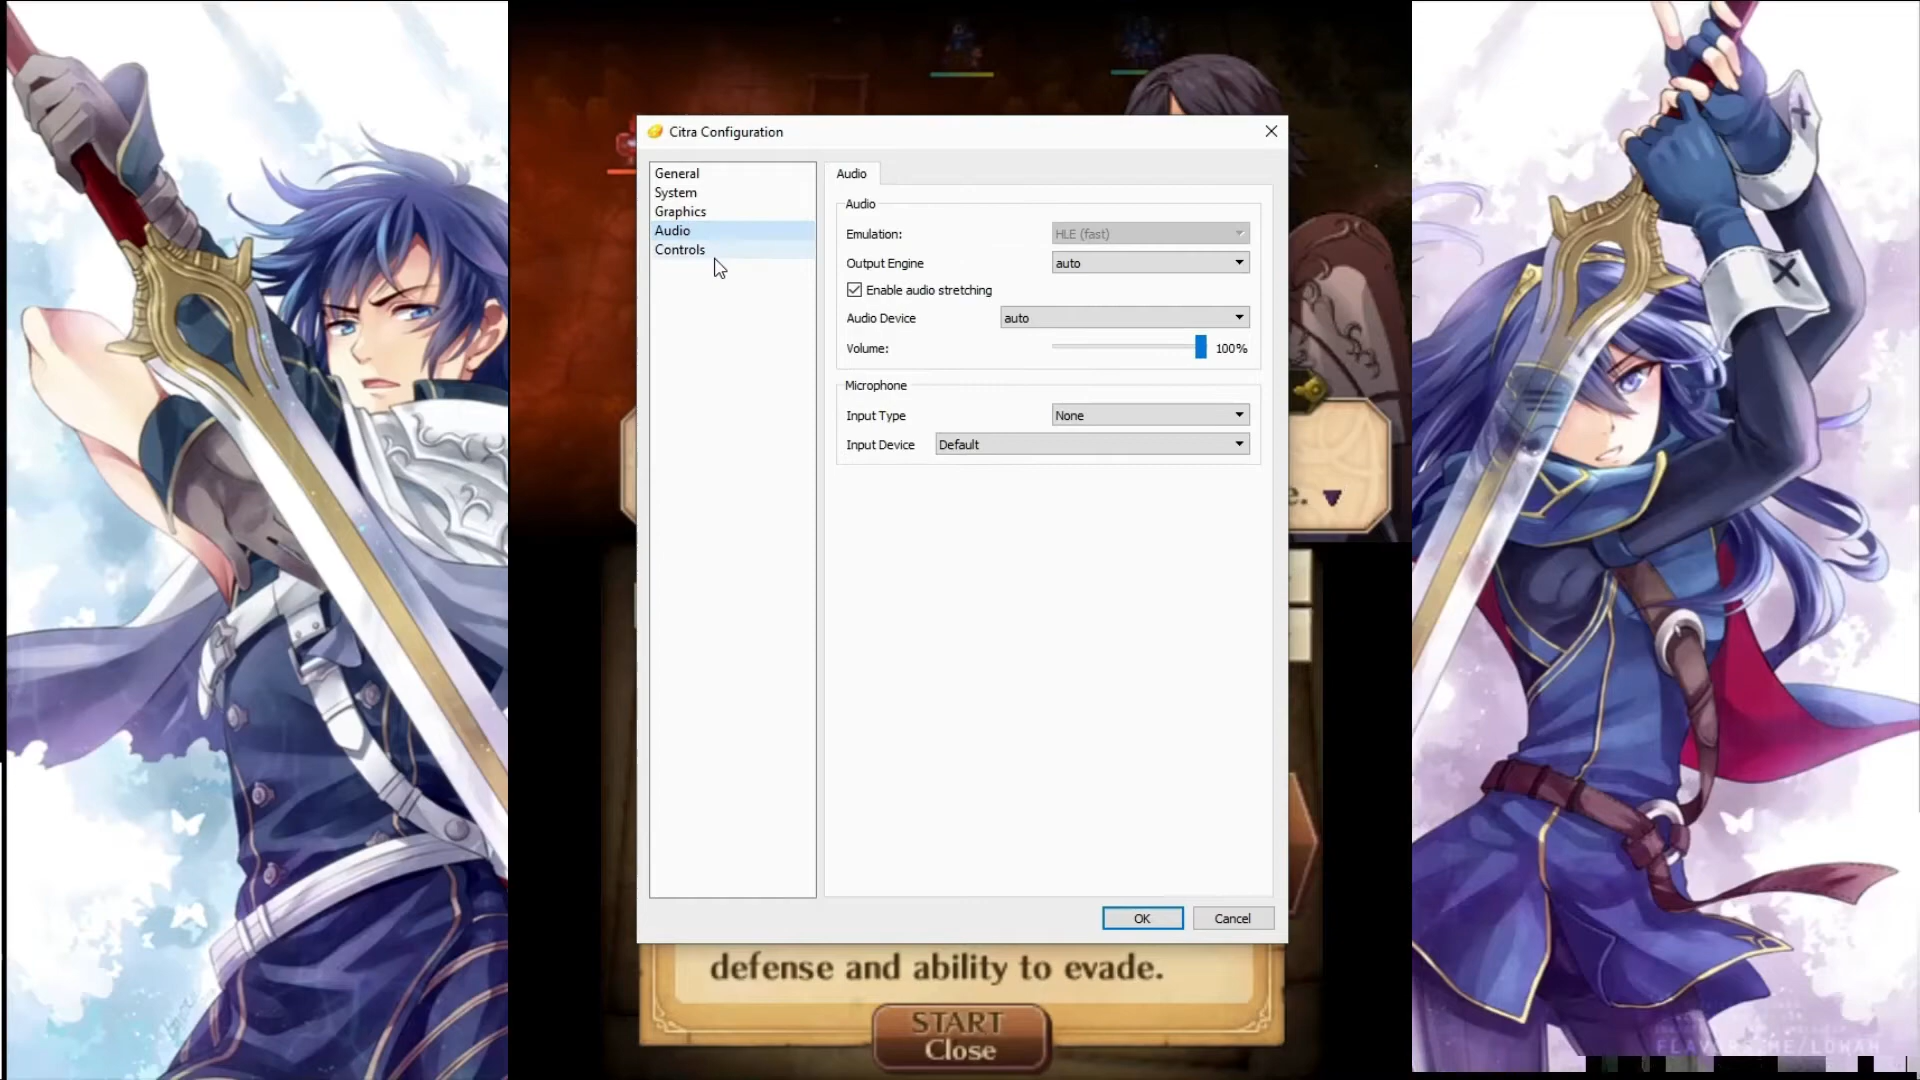 Citra Configuration
General
System
Graphics
Audio
Controls
Audio
Audio
Emulation: HLE (fast)
Output Engine auto
Enable audio stretching
Audio Device auto
Volume: 100%
Microphone
Input Type None
Input Device Default
OK Cancel
defense and ability to evade.
START
Close